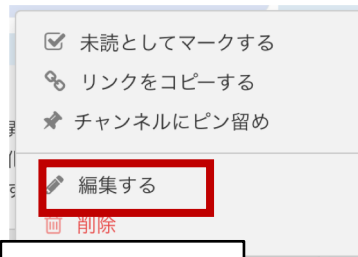 未読としてマークする
リンクをコピーする
チャンネルにピン留め
編集する
削除